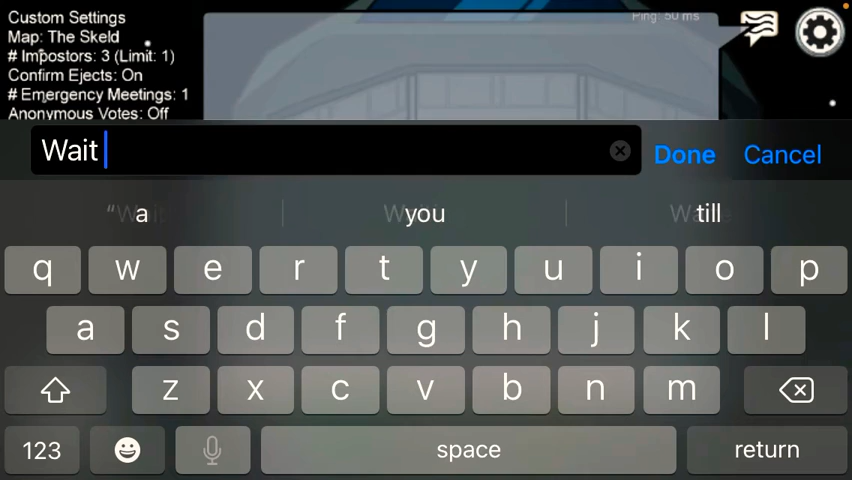 Custom Settings
Map: The Skeld
# Impostors: 3 (Limit: 1)
Confirm Ejects: On
# Emergency Meetings: 1
Anonymous Votes: Off
Ping: 50 ms
Wait
Done Cancel
a you till
q w e r t y u i o p
a s d f g h j k l
z x c v b n m
123 space return